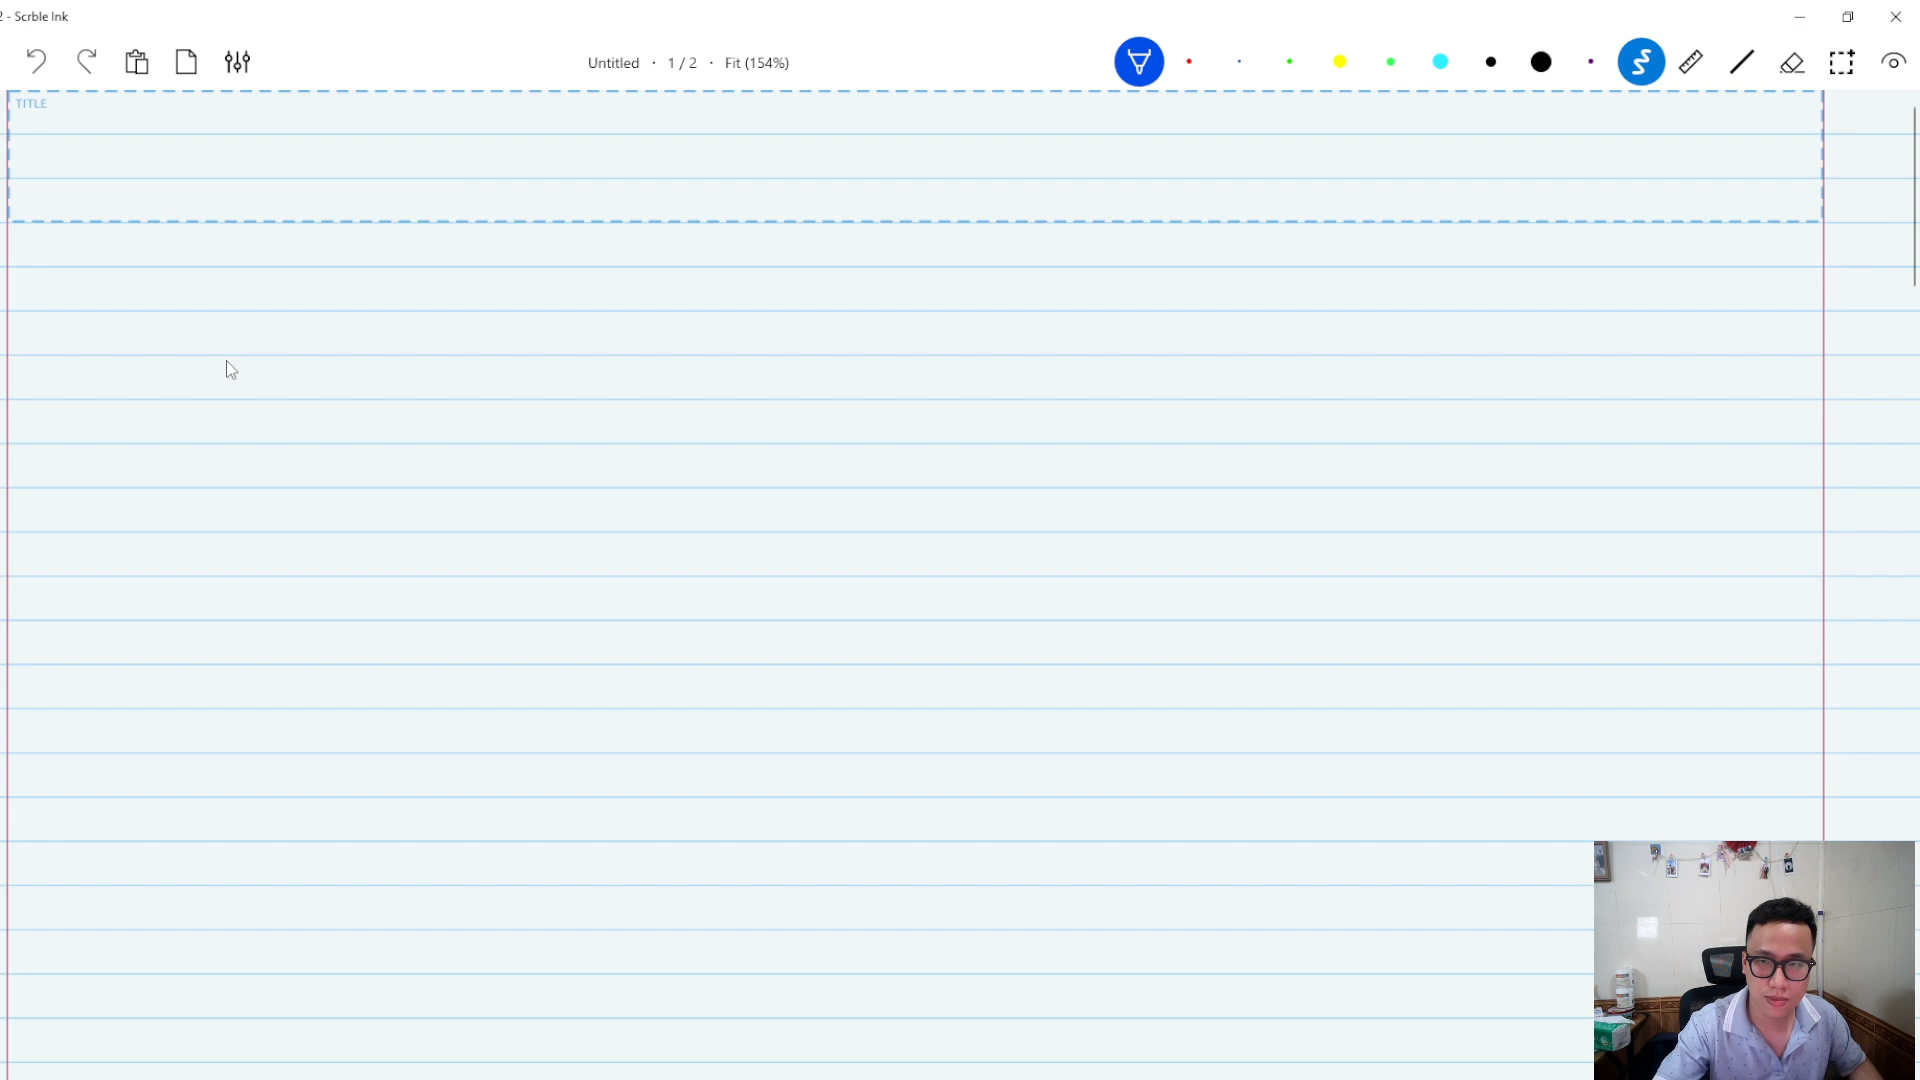 2 - Scrble Ink
Untitled · 1 / 2 · Fit (154%)
TITLE